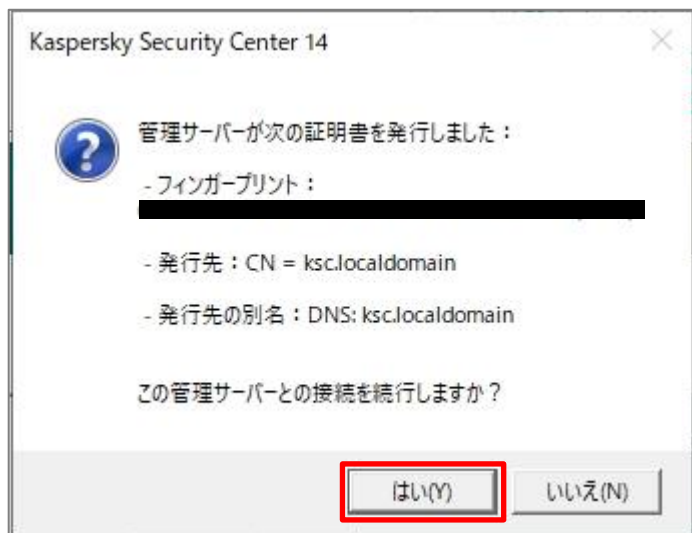 Kaspersky Security Center 14
管理サーバーが次の証明書を発行しました：
- フィンガープリント：
- 発行先：CN = ksc.localdomain
- 発行先の別名：DNS: ksc.localdomain
この管理サーバーとの接続を続行しますか？
はい(Y)
いいえ(N)